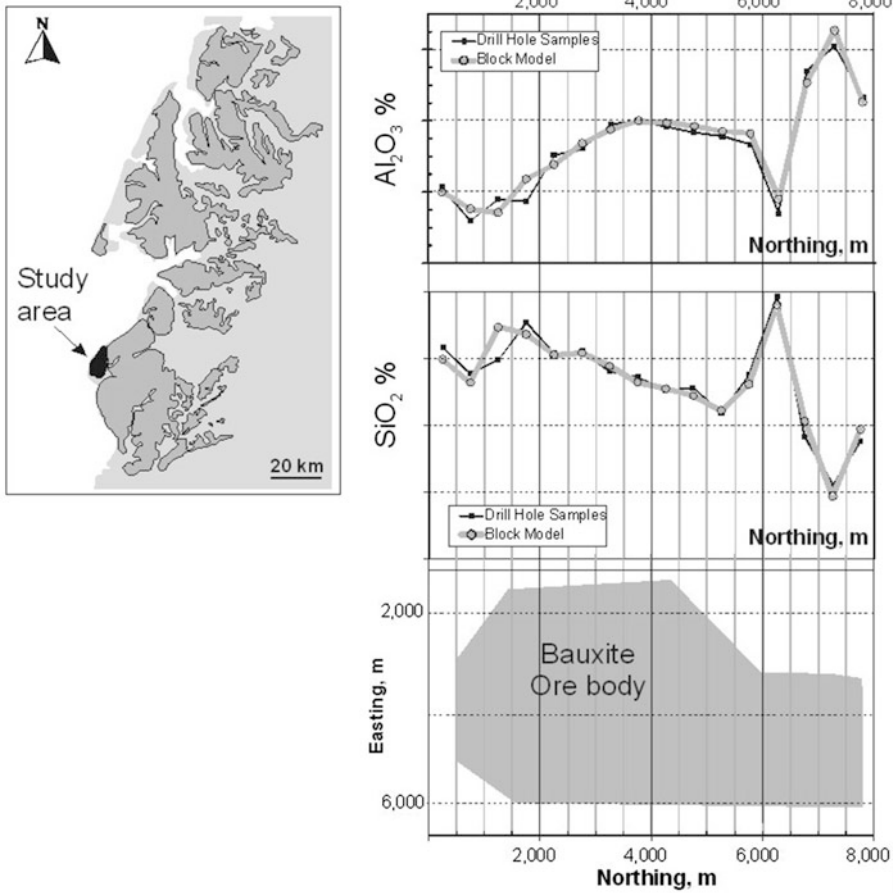 N
Study
area
20 km
2,000
4,000
6,000
8,000
Drill Hole Samples
Block Model
Al₂O₃ %
Northing, m
SiO₂ %
Drill Hole Samples
Block Model
Northing, m
2,000
Bauxite
Ore body
Easting, m
6,000
2,000
4,000
6,000
8,000
Northing, m